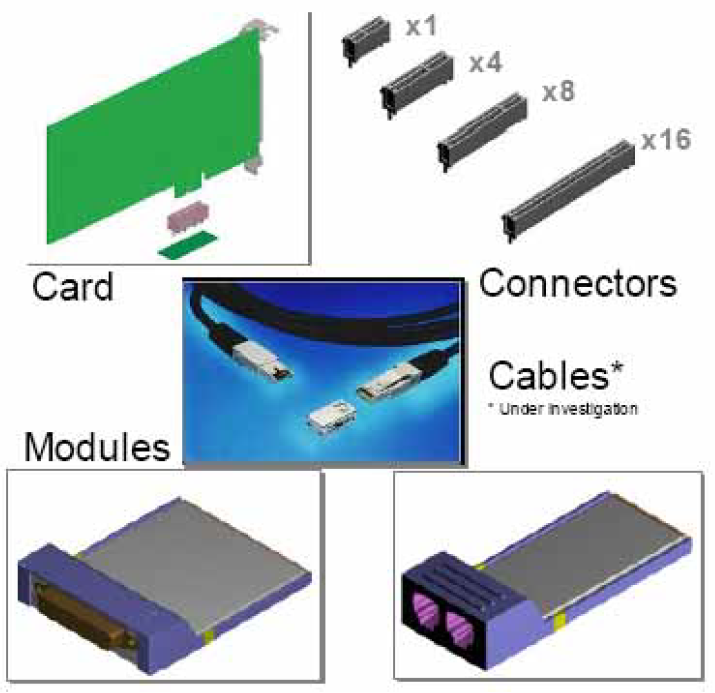 x1
x4
x8
x16
Card
Connectors
Cables*
* Under Investigation
Modules